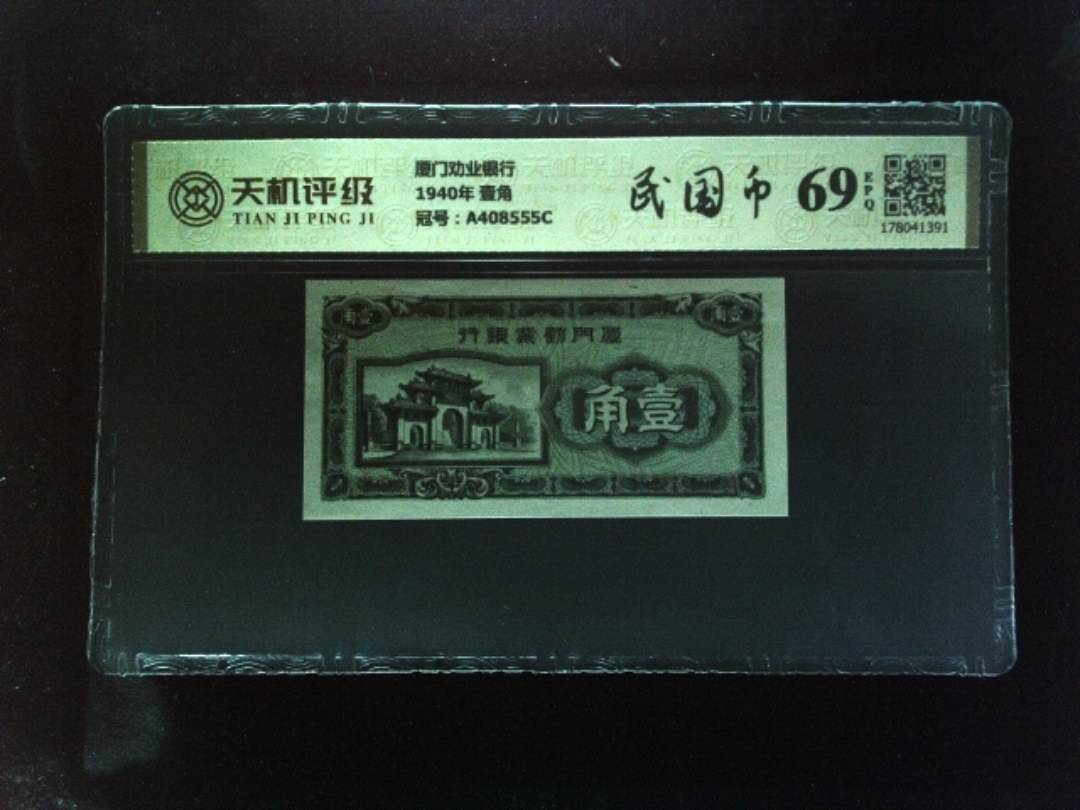 天机评级
TIAN JI PING JI
厦门劝业银行
1940年 壹角
冠号：A408555C
民国币
69
EPQ
178041391
角壹
角壹
行銀業勸門廈
角壹